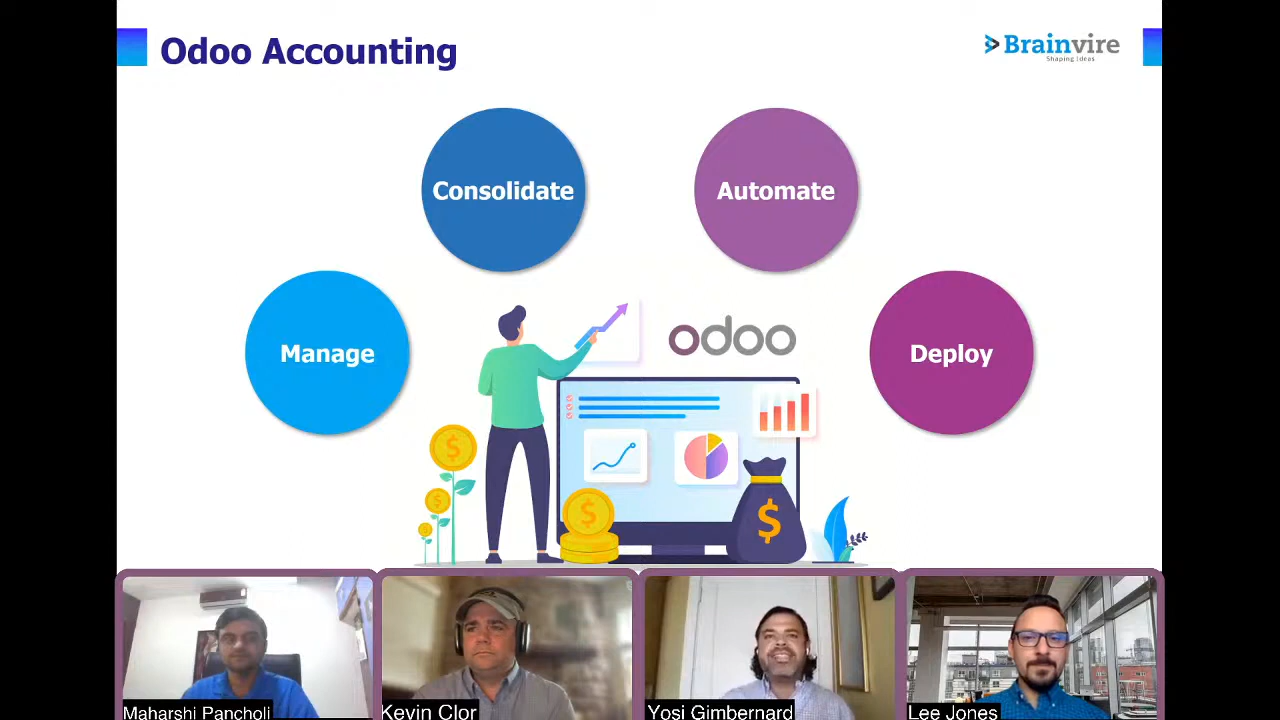 Odoo Accounting
Brainvire
Shaping Ideas
Consolidate
Automate
Manage
Deploy
odoo
$
$
$
$
$
Maharshi Pancholi
Kevin Clor
Yosi Gimbernard
Lee Jones